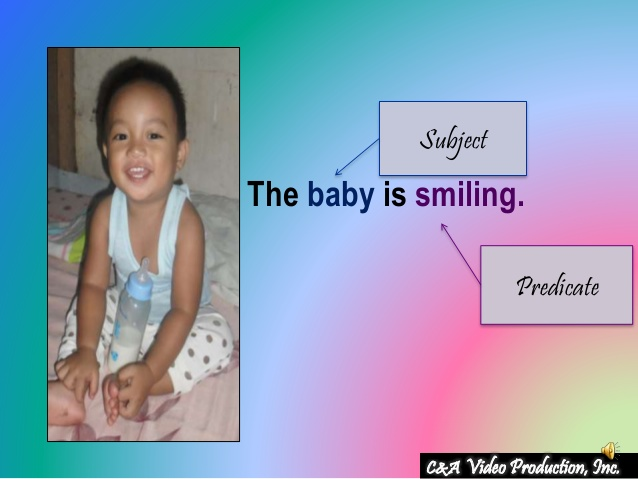 Subject
The baby is smiling.
Predicate
C&A Video Production, Inc.